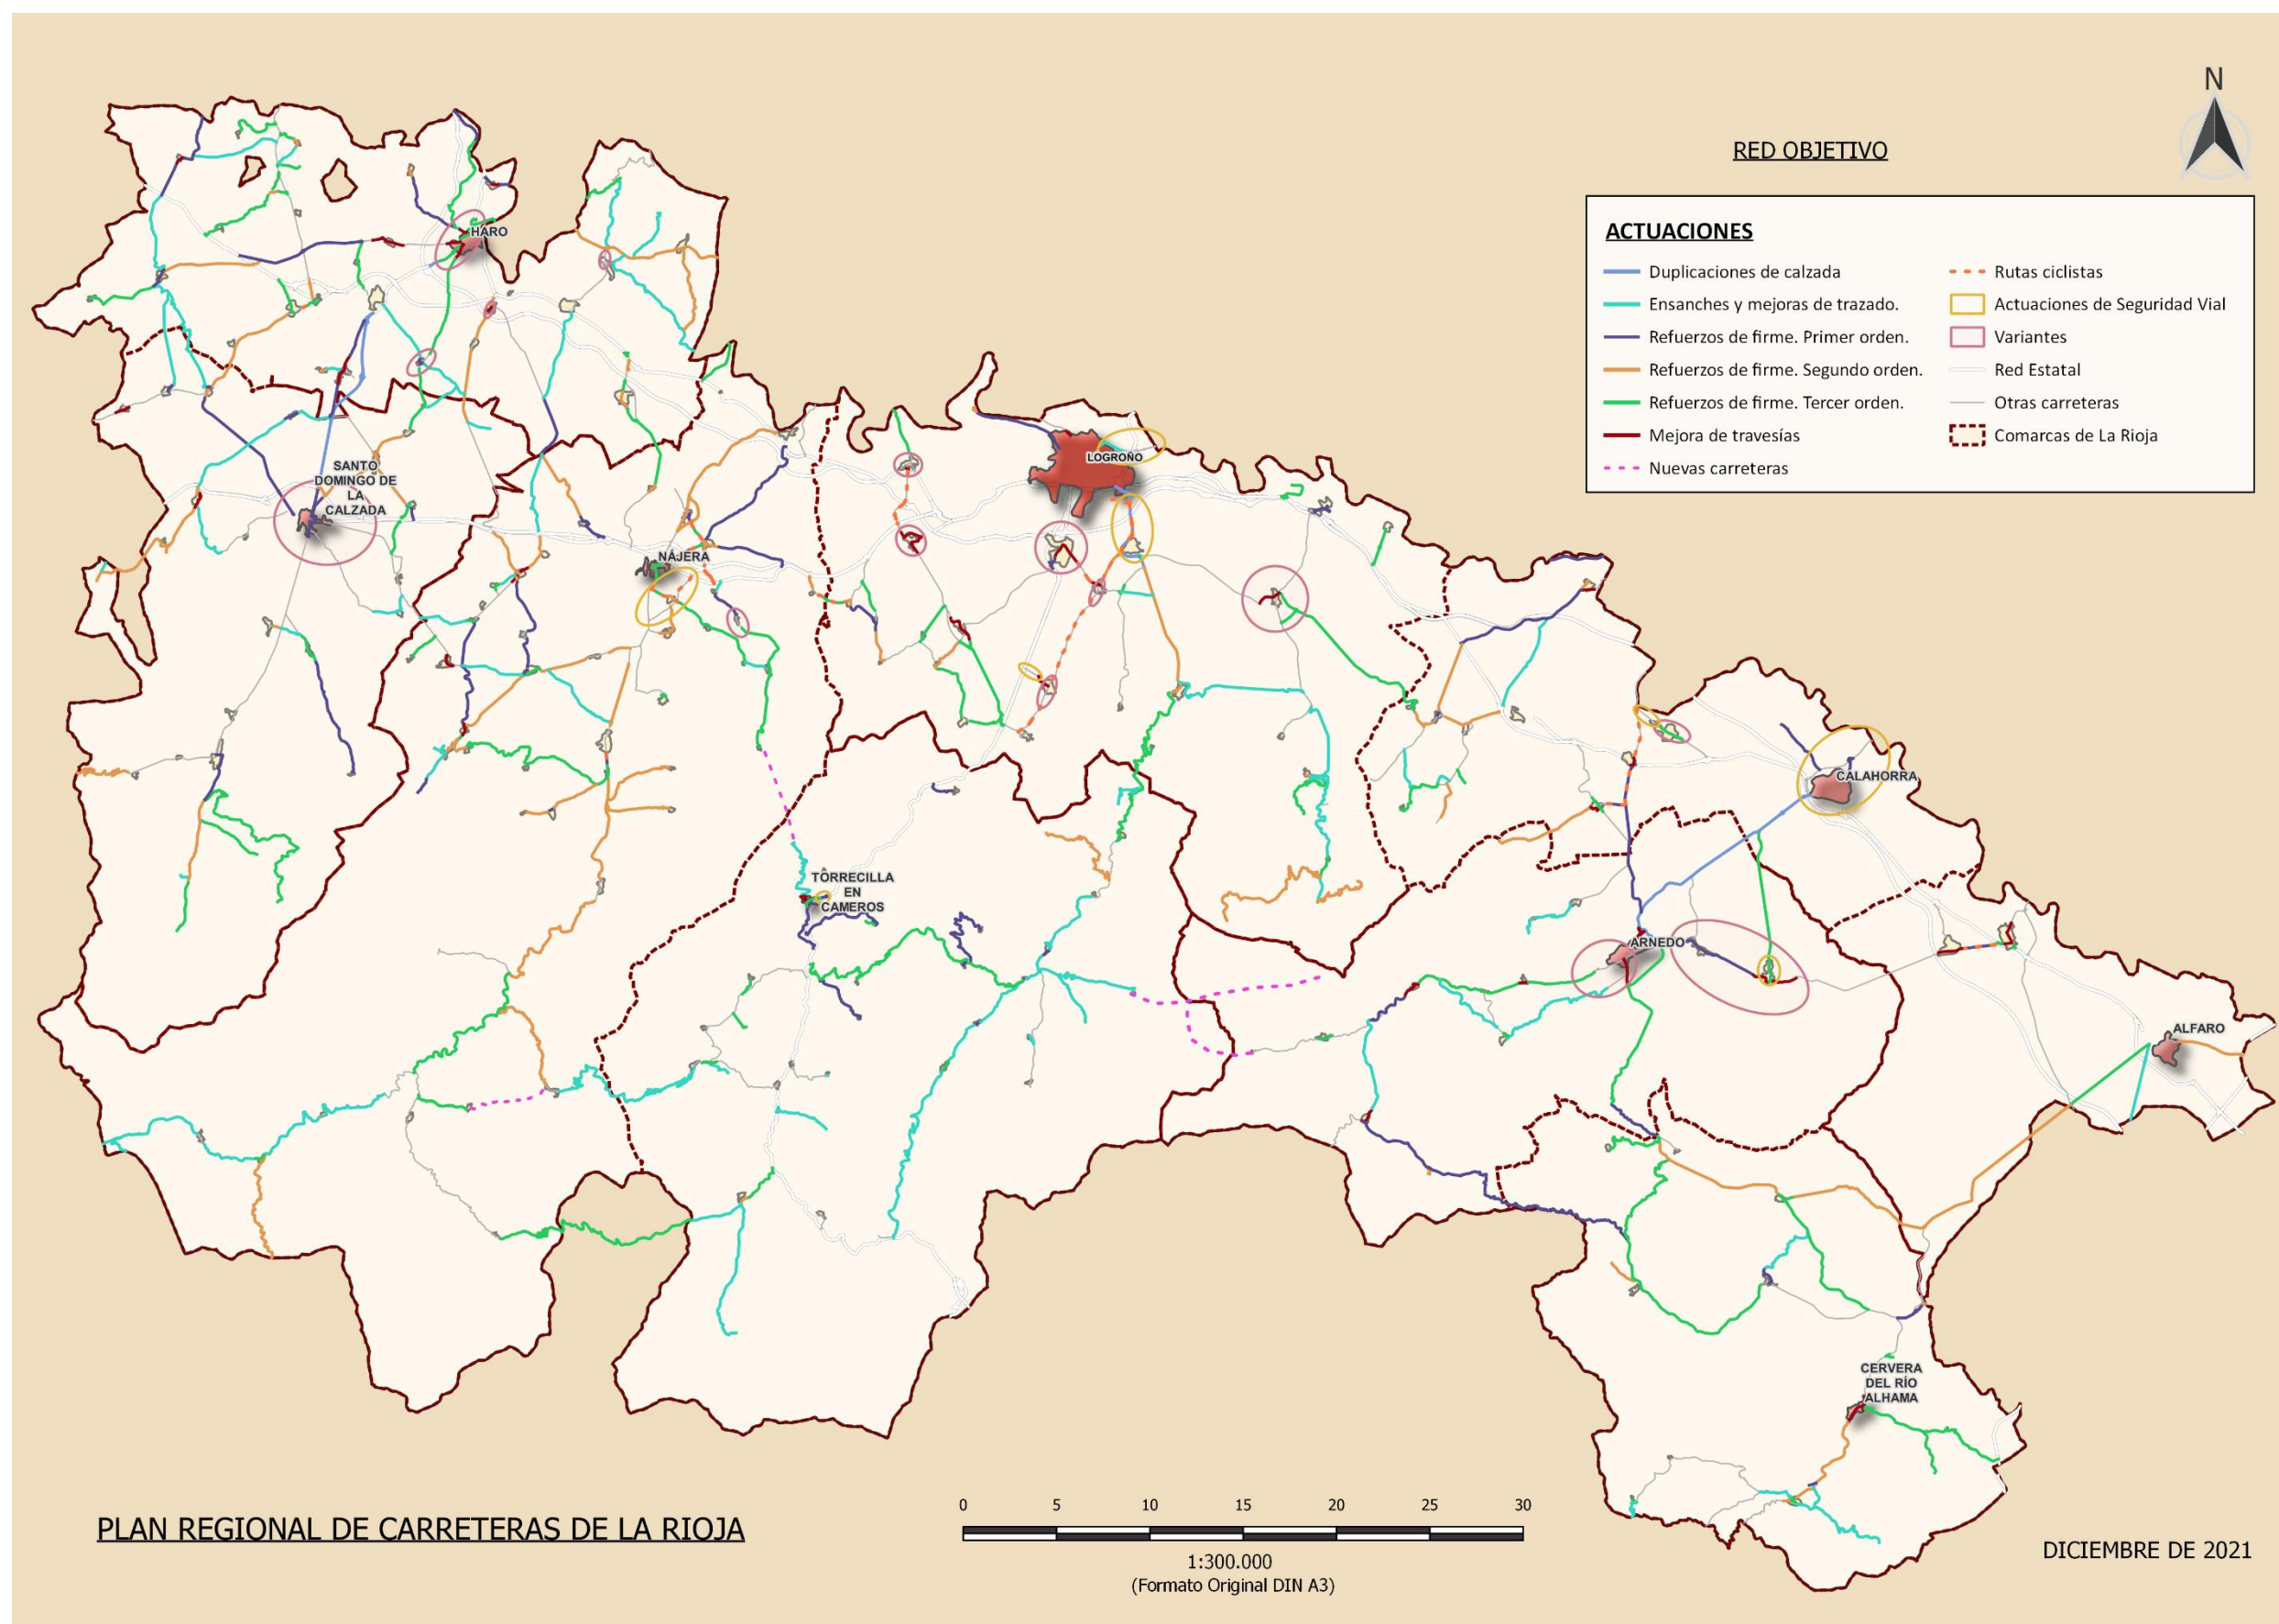 N
RED OBJETIVO
ACTUACIONES
Duplicaciones de calzada
Ensanches y mejoras de trazado.
Refuerzos de firme. Primer orden.
Refuerzos de firme. Segundo orden.
Refuerzos de firme. Tercer orden.
Mejora de travesías
Nuevas carreteras
Rutas ciclistas
Actuaciones de Seguridad Vial
Variantes
Red Estatal
Otras carreteras
Comarcas de La Rioja
HARO
LOGROÑO
SANTO
DOMINGO DE
LA
CALZADA
NÁJERA
CALAHORRA
TORRECILLA
EN
CAMEROS
ARNEDO
ALFARO
CERVERA
DEL RÍO
ALHAMA
PLAN REGIONAL DE CARRETERAS DE LA RIOJA
0 5 10 15 20 25 30
1:300.000
(Formato Original DIN A3)
DICIEMBRE DE 2021